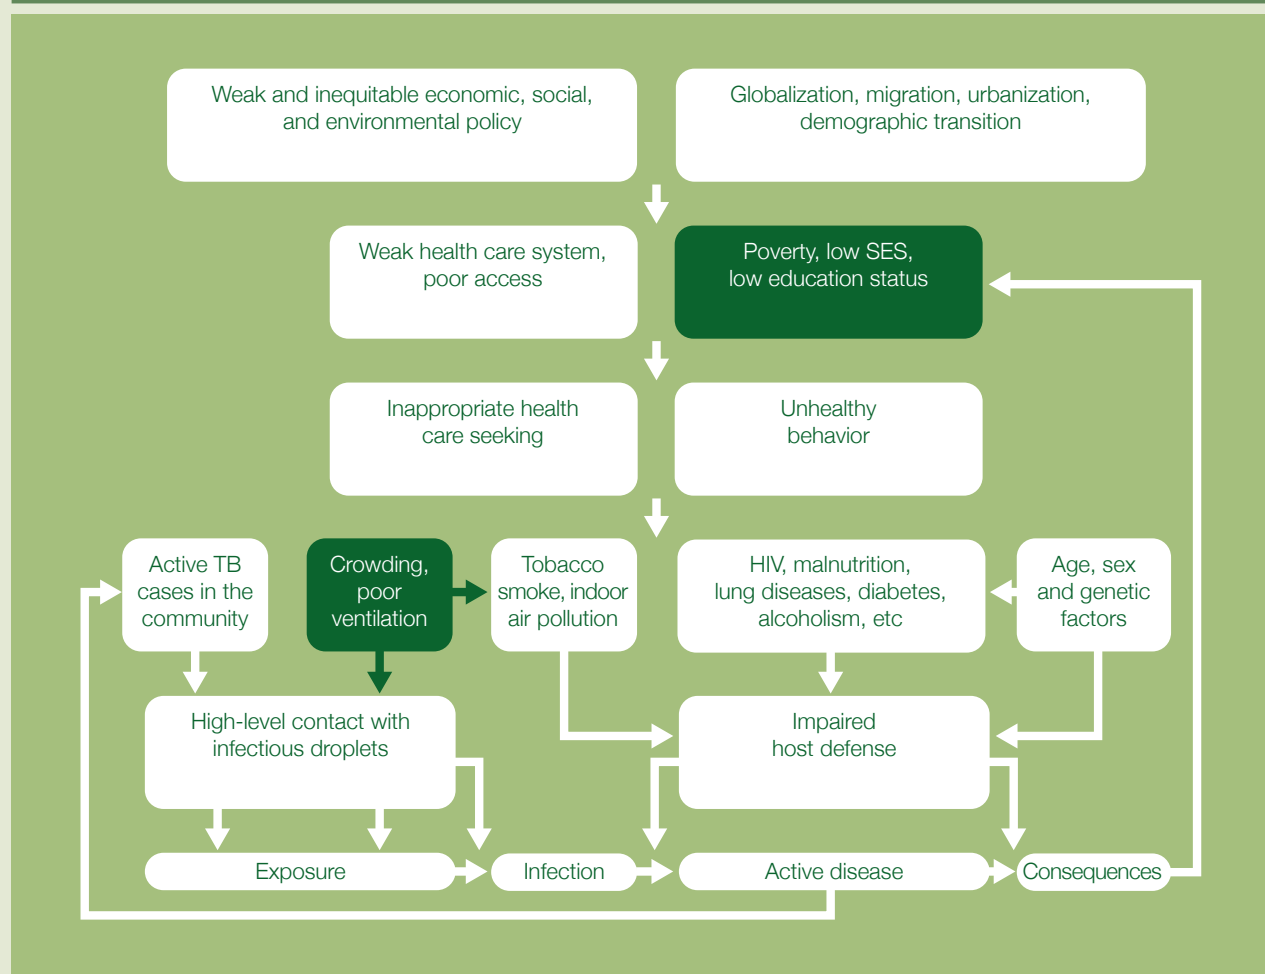 Weak and inequitable economic, social,
and environmental policy
Globalization, migration, urbanization,
demographic transition
Weak health care system,
poor access
Poverty, low SES,
low education status
Inappropriate health
care seeking
Unhealthy
behavior
Active TB
cases in the
community
Crowding,
poor
ventilation
Tobacco
smoke, indoor
air pollution
HIV, malnutrition,
lung diseases, diabetes,
alcoholism, etc
Age, sex
and genetic
factors
High-level contact with
infectious droplets
Impaired
host defense
Exposure
Infection
Active disease
Consequences